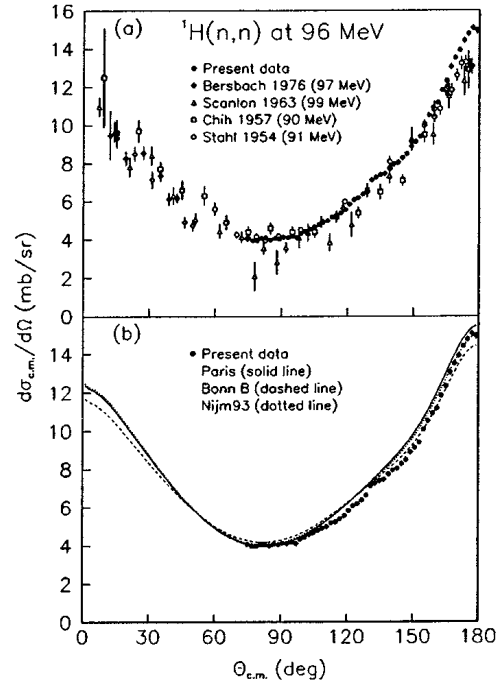 (a) ¹H(n,n) at 96 MeV
Present data
Bersbach 1976 (97 MeV)
Scanlon 1963 (99 MeV)
Chih 1957 (90 MeV)
Stahl 1954 (91 MeV)
16
14
12
10
8
6
4
2
0
dσc.m./dΩ (mb/sr)
(b)
Present data
Paris (solid line)
Bonn B (dashed line)
Nijm93 (dotted line)
14
12
10
8
6
4
2
0
0 30 60 90 120 150 180
Θc.m. (deg)